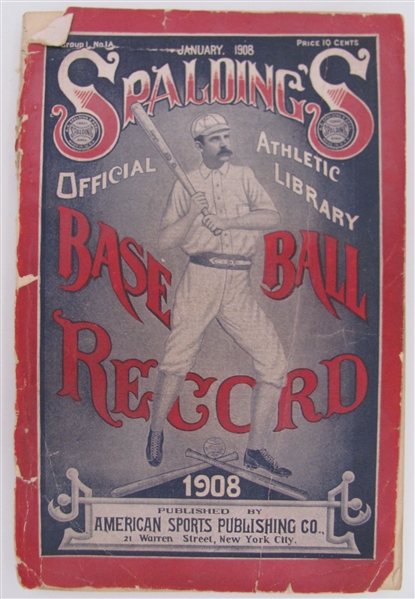 Group I, No. 1A
JANUARY, 1908
PRICE 10 CENTS
SPALDING'S
OFFICIAL
ATHLETIC
LIBRARY
BASE BALL
RECORD
1908
PUBLISHED BY
AMERICAN SPORTS PUBLISHING CO.,
21 Warren Street, New York City.